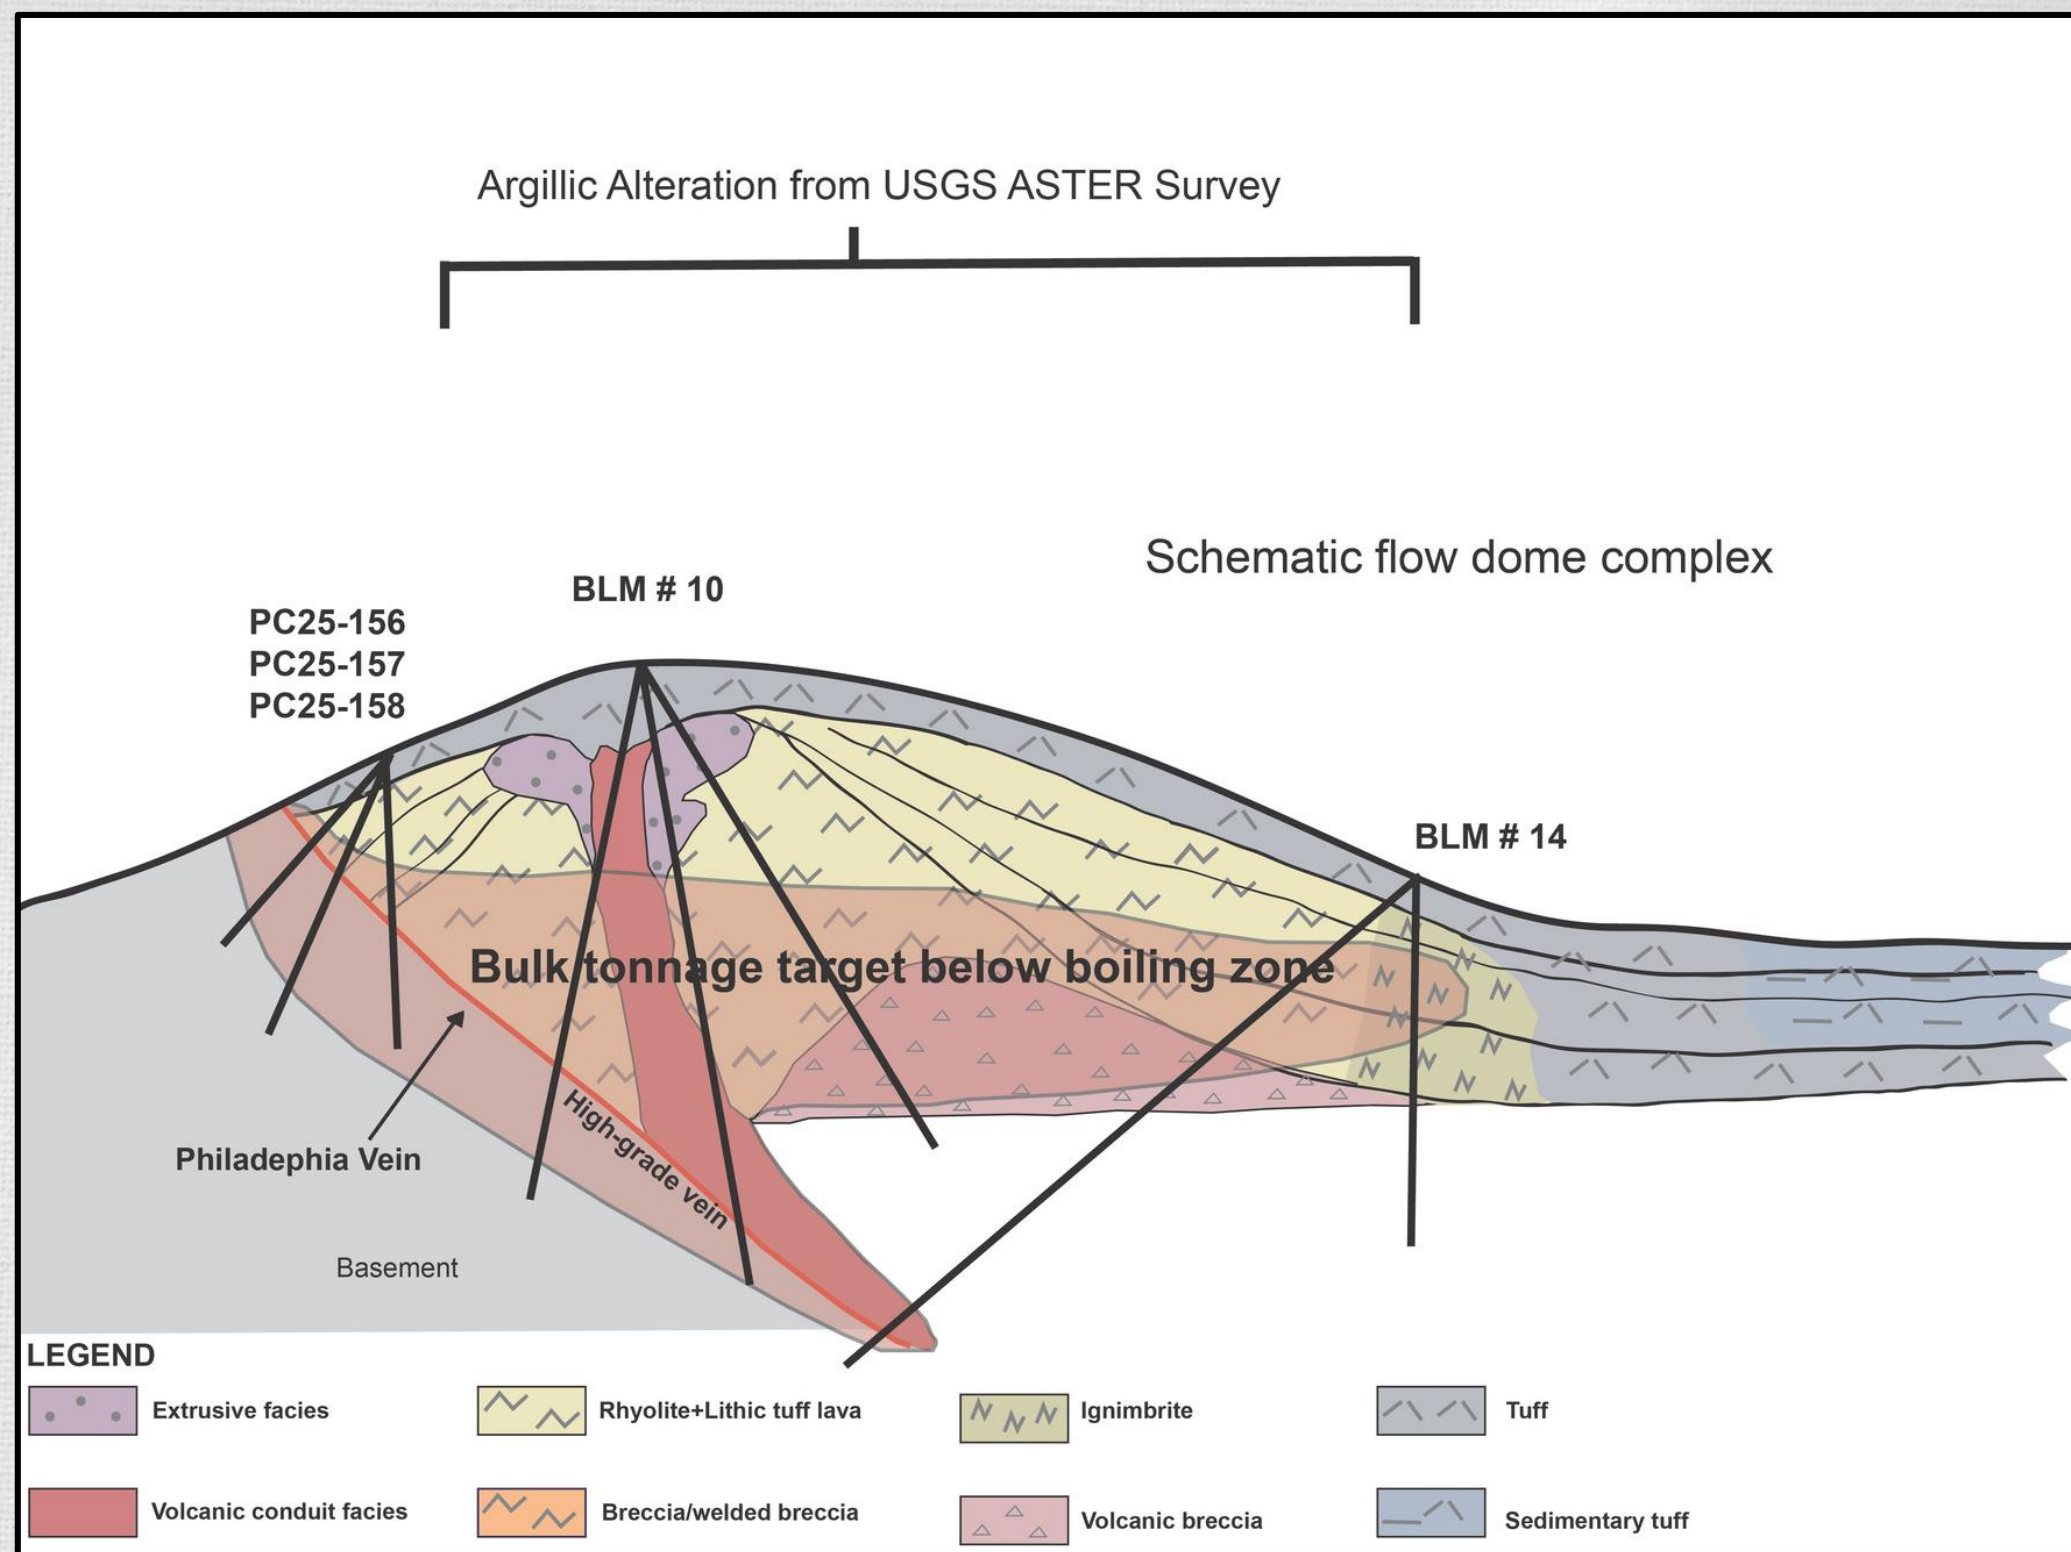 Argillic Alteration from USGS ASTER Survey
Schematic flow dome complex
BLM # 10
PC25-156
PC25-157
PC25-158
BLM # 14
Bulk tonnage target below boiling zone
High-grade vein
Philadephia Vein
Basement
LEGEND
Extrusive facies
Rhyolite+Lithic tuff lava
Ignimbrite
Tuff
Volcanic conduit facies
Breccia/welded breccia
Volcanic breccia
Sedimentary tuff